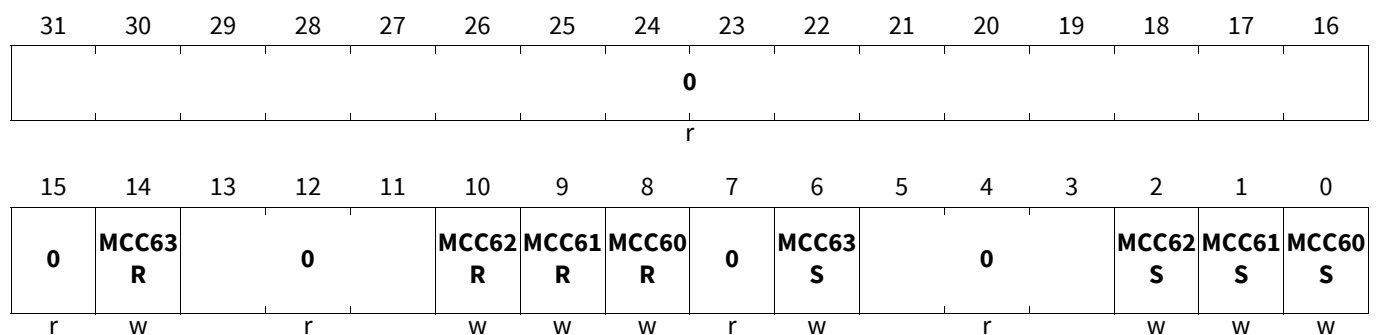 31 30 29 28 27 26 25 24 23 22 21 20 19 18 17 16
0
r
15 14 13 12 11 10 9 8 7 6 5 4 3 2 1 0
0 MCC63 R 0 MCC62 R MCC61 R MCC60 R 0 MCC63 S 0 MCC62 S MCC61 S MCC60 S
r w r w w w r w r w w w